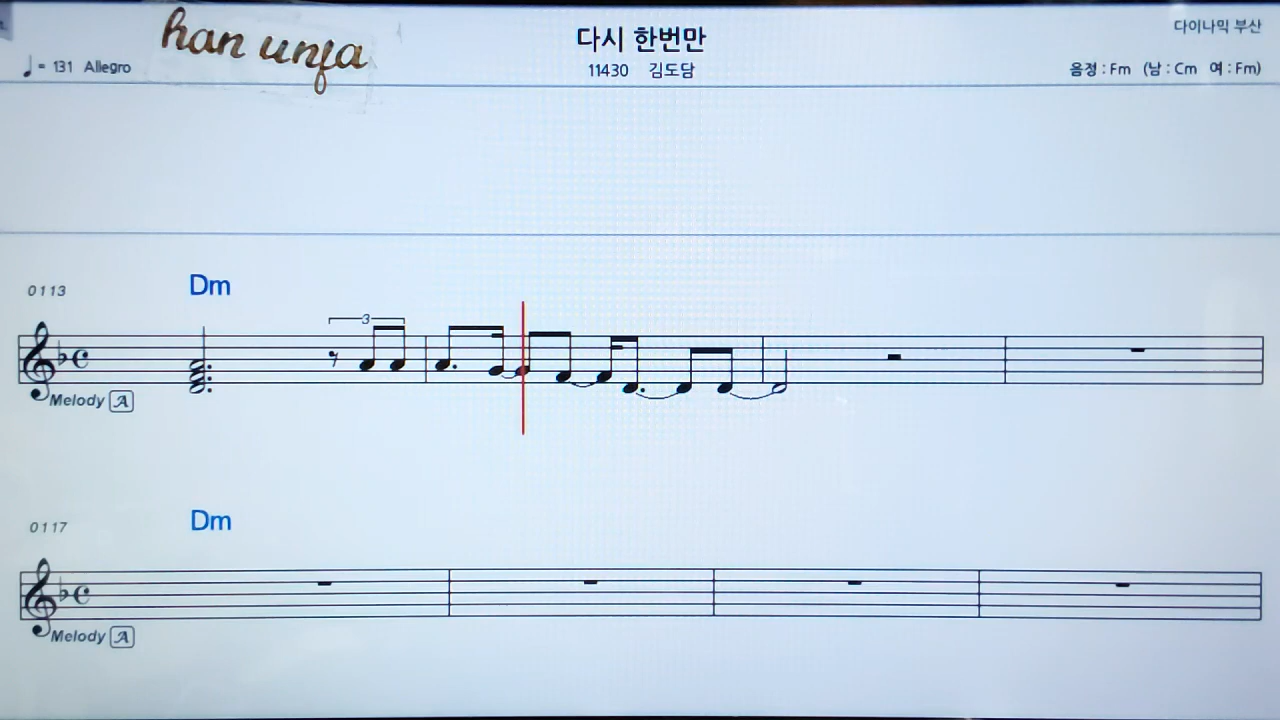 han unfa
다시 한번만
다이나믹 부산
♩= 131 Allegro
11430 김도담
음정 : Fm (남 : Cm 여 : Fm)
0113
Dm
3
Melody A
0117
Dm
Melody A